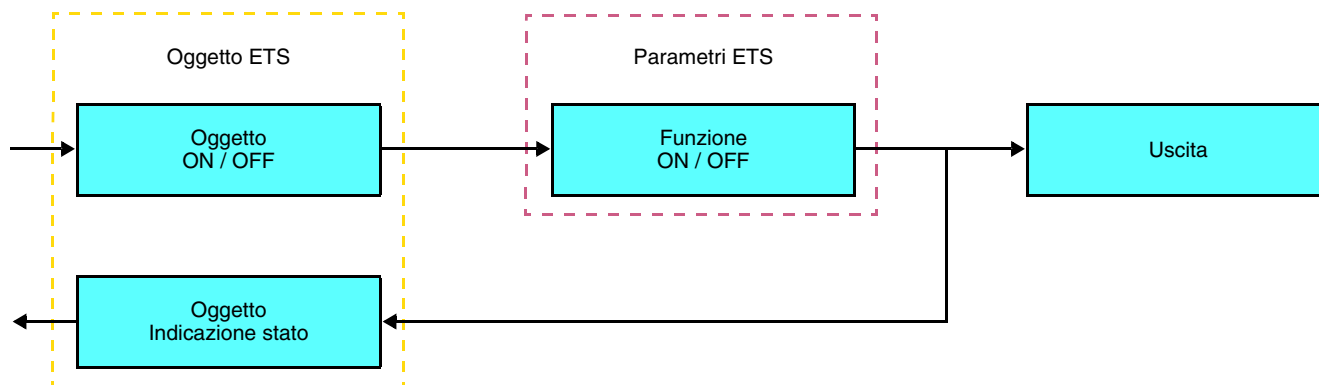 Oggetto ETS
Parametri ETS
Oggetto
ON / OFF
Funzione
ON / OFF
Uscita
Oggetto
Indicazione stato